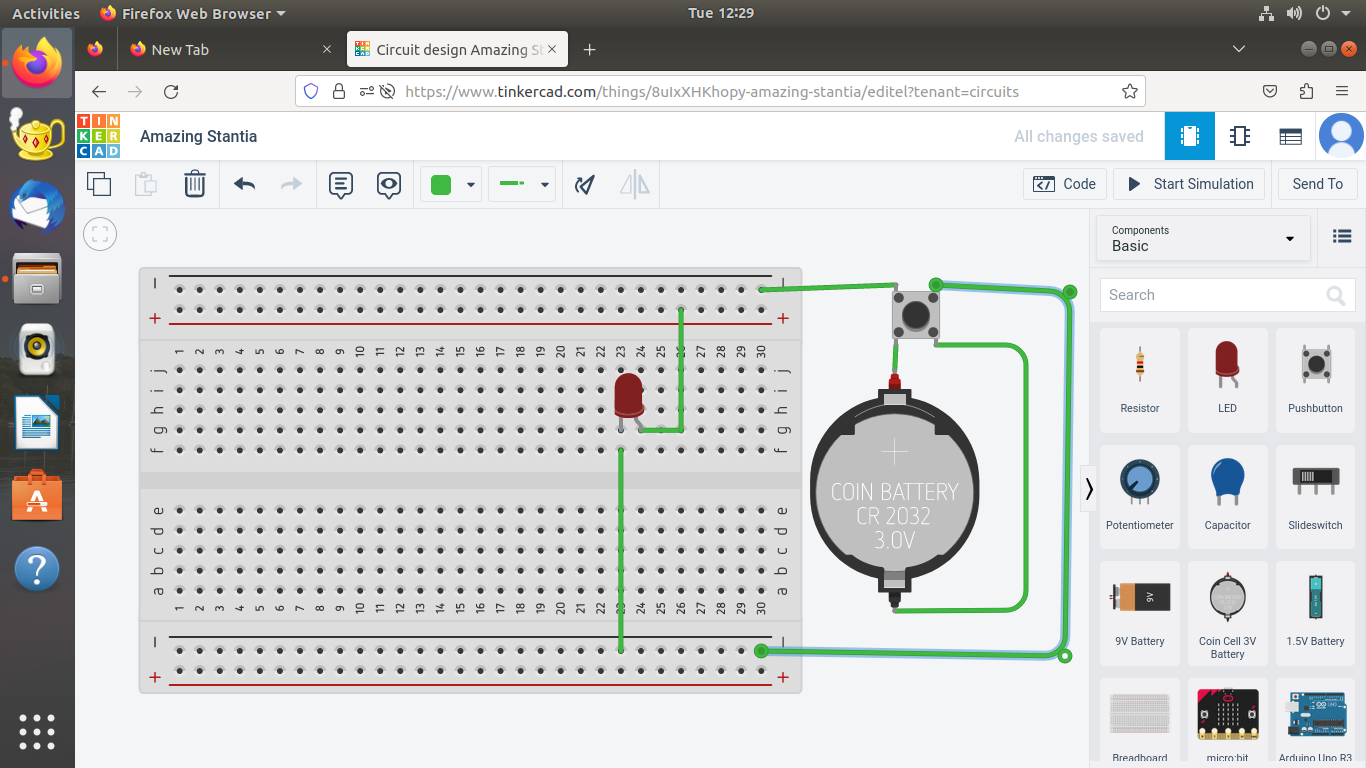 Activities
Firefox Web Browser
Tue 12:29
New Tab
Circuit design Amazing St
https://www.tinkercad.com/things/8uIxXHKhopy-amazing-stantia/editel?tenant=circuits
TIN
KER
CAD
Amazing Stantia
All changes saved
Code
Start Simulation
Send To
Components
Basic
Search
Resistor
LED
Pushbutton
Potentiometer
Capacitor
Slideswitch
9V
9V Battery
Coin Cell 3V
Battery
1.5V Battery
Breadboard
micro:bit
Arduino Uno R3
− −
+ +
1 2 3 4 5 6 7 8 9 10 11 12 13 14 15 16 17 18 19 20 21 22 23 24 25 26 27 28 29 30
j j
i i
h h
g g
f f
e e
d d
c c
b b
a a
1 2 3 4 5 6 7 8 9 10 11 12 13 14 15 16 17 18 19 20 21 22 23 24 25 26 27 28 29 30
− −
+ +
COIN BATTERY
CR 2032
3.0V